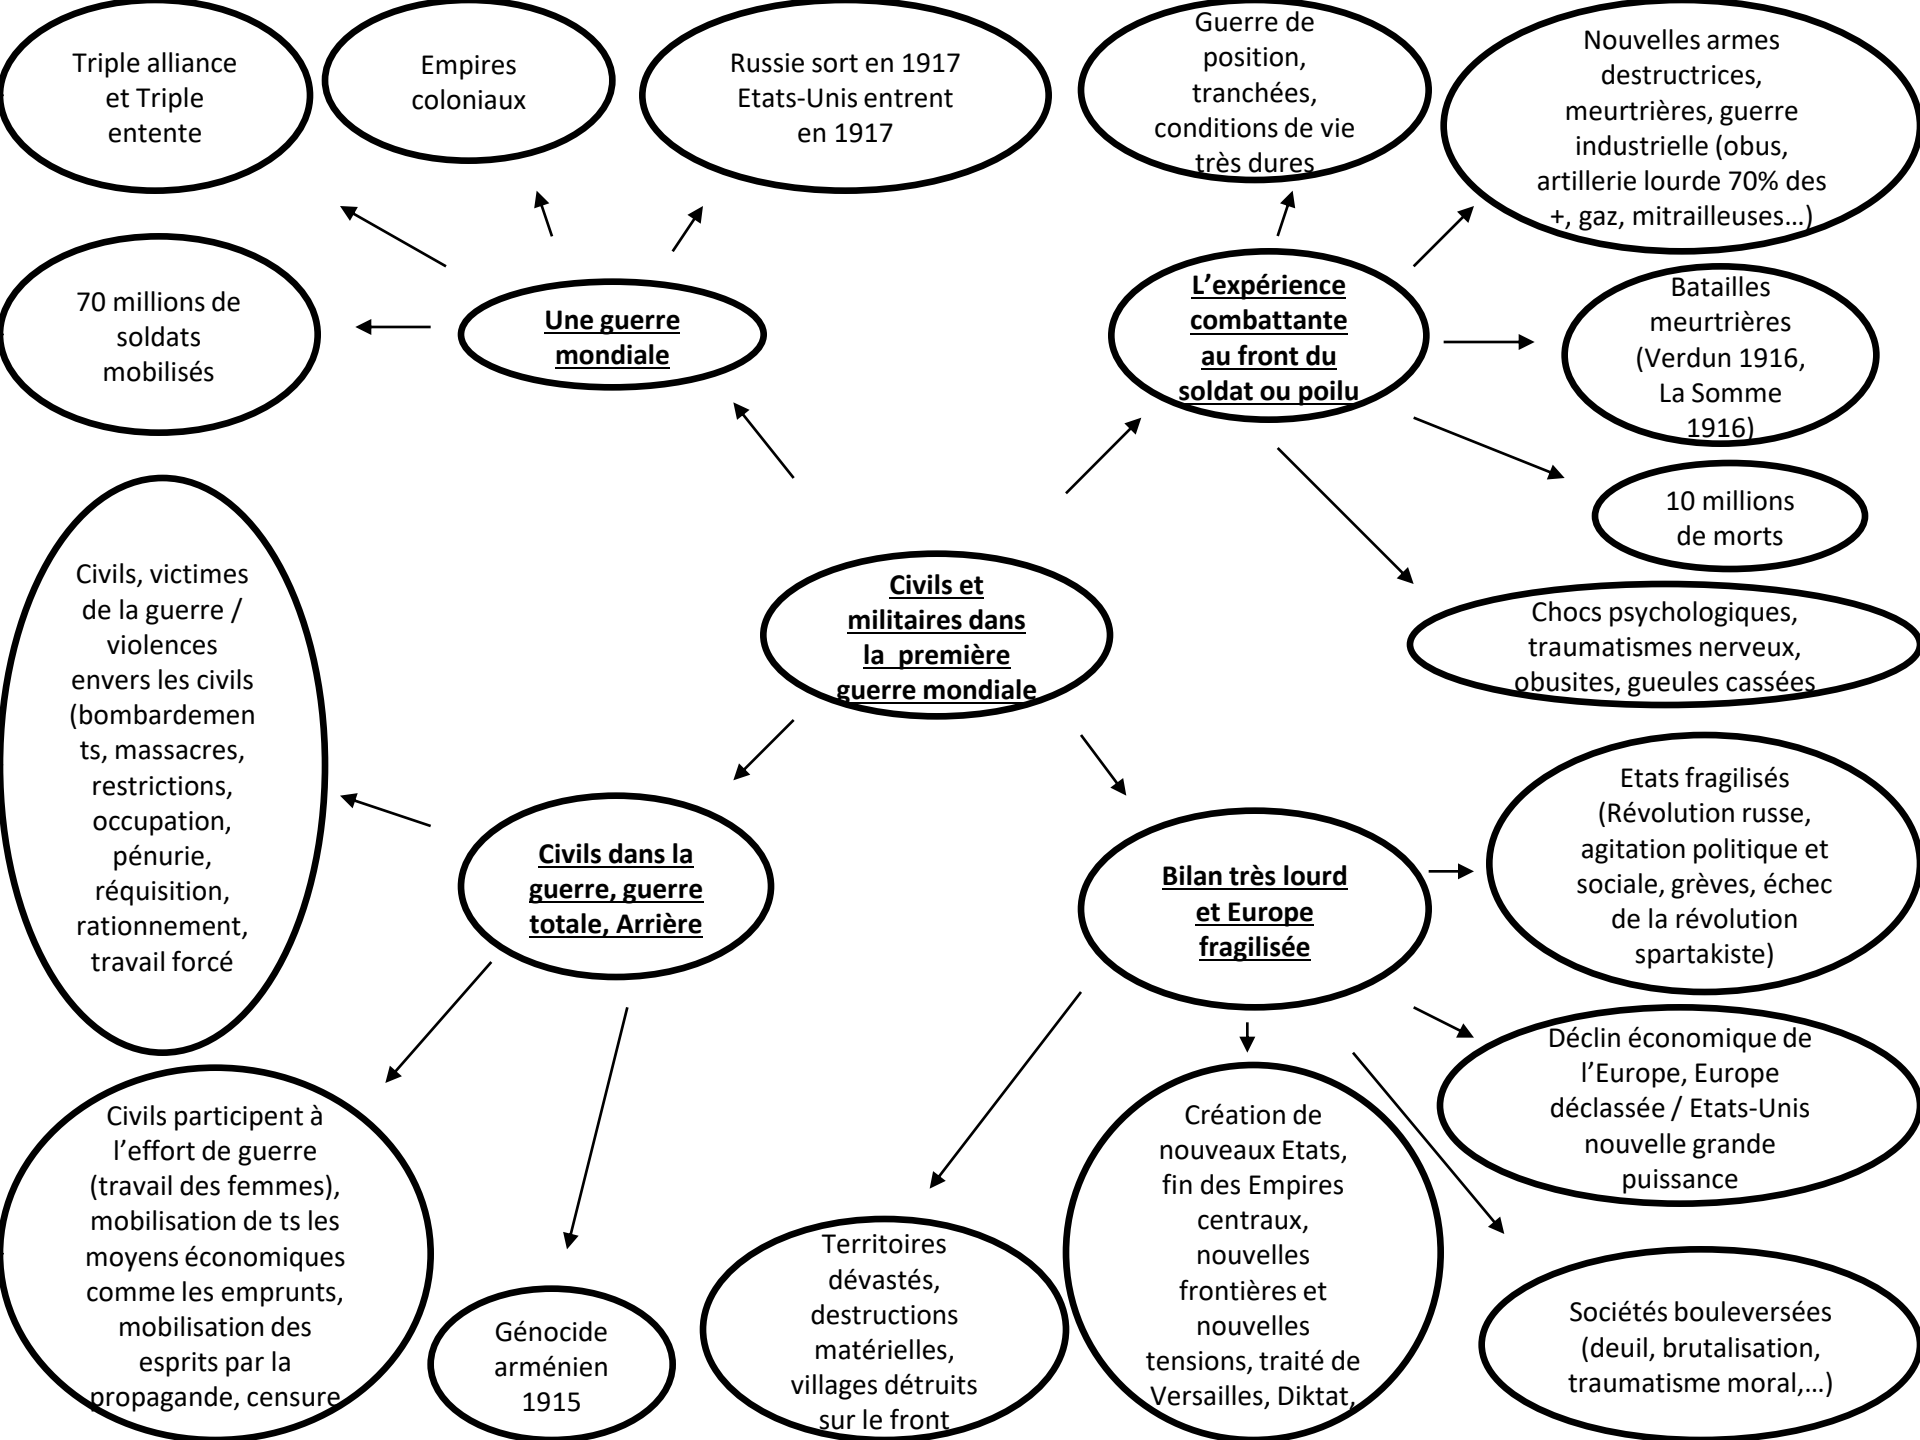 Triple alliance
et Triple
entente
Empires
coloniaux
Russie sort en 1917
Etats-Unis entrent
en 1917
Guerre de
position,
tranchées,
conditions de vie
très dures
Nouvelles armes
destructrices,
meurtrières, guerre
industrielle (obus,
artillerie lourde 70% des
+, gaz, mitrailleuses…)
70 millions de
soldats
mobilisés
Une guerre
mondiale
L’expérience
combattante
au front du
soldat ou poilu
Batailles
meurtrières
(Verdun 1916,
La Somme
1916)
10 millions
de morts
Chocs psychologiques,
traumatismes nerveux,
obusites, gueules cassées
Civils et
militaires dans
la  première
guerre mondiale
Civils, victimes
de la guerre /
violences
envers les civils
(bombardemen
ts, massacres,
restrictions,
occupation,
pénurie,
réquisition,
rationnement,
travail forcé
Civils dans la
guerre, guerre
totale, Arrière
Bilan très lourd
et Europe
fragilisée
Etats fragilisés
(Révolution russe,
agitation politique et
sociale, grèves, échec
de la révolution
spartakiste)
Déclin économique de
l’Europe, Europe
déclassée / Etats-Unis
nouvelle grande
puissance
Civils participent à
l’effort de guerre
(travail des femmes),
mobilisation de ts les
moyens économiques
comme les emprunts,
mobilisation des
esprits par la
propagande, censure
Génocide
arménien
1915
Territoires
dévastés,
destructions
matérielles,
villages détruits
sur le front
Création de
nouveaux Etats,
fin des Empires
centraux,
nouvelles
frontières et
nouvelles
tensions, traité de
Versailles, Diktat,
Sociétés bouleversées
(deuil, brutalisation,
traumatisme moral,…)